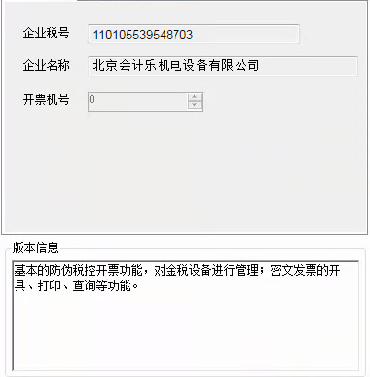 企业税号 110105539548703
企业名称 北京会计乐机电设备有限公司
开票机号 0
版本信息
基本的防伪税控开票功能，对金税设备进行管理；密文发票的开
具、打印、查询等功能。